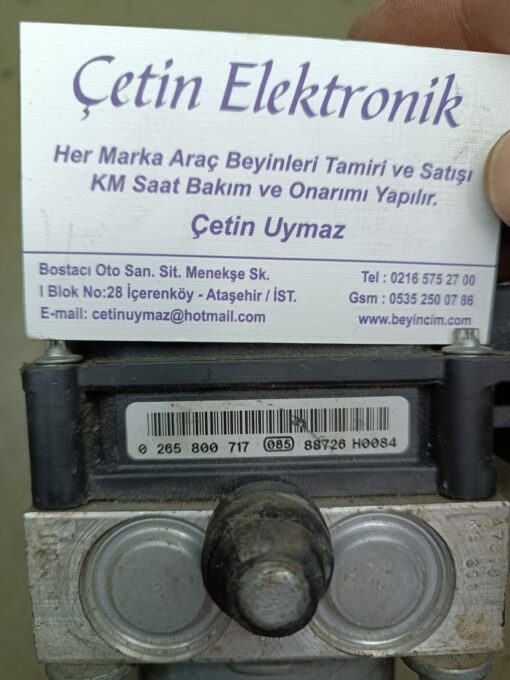 Çetin Elektronik
Her Marka Araç Beyinleri Tamiri ve Satışı
KM Saat Bakım ve Onarımı Yapılır.
Çetin Uymaz
Bostacı Oto San. Sit. Menekşe Sk.
I Blok No:28 İçerenköy - Ataşehir / İST.
E-mail: cetinuymaz@hotmail.com
Tel : 0216 575 27 00
Gsm : 0535 250 07 86
www.beyincim.com
0 265 800 717 085 88726 H0084